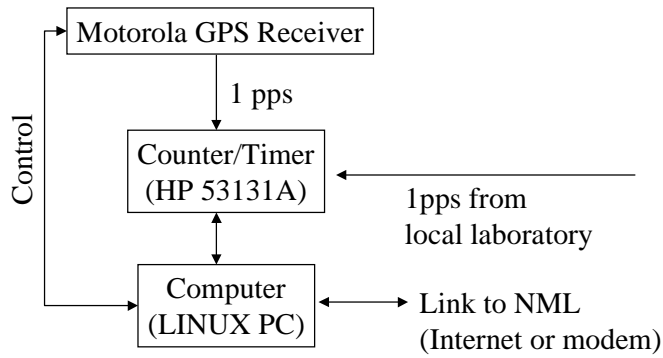 Motorola GPS Receiver
1 pps
Control
Counter/Timer
(HP 53131A)
1pps from
local laboratory
Computer
(LINUX PC)
Link to NML
(Internet or modem)